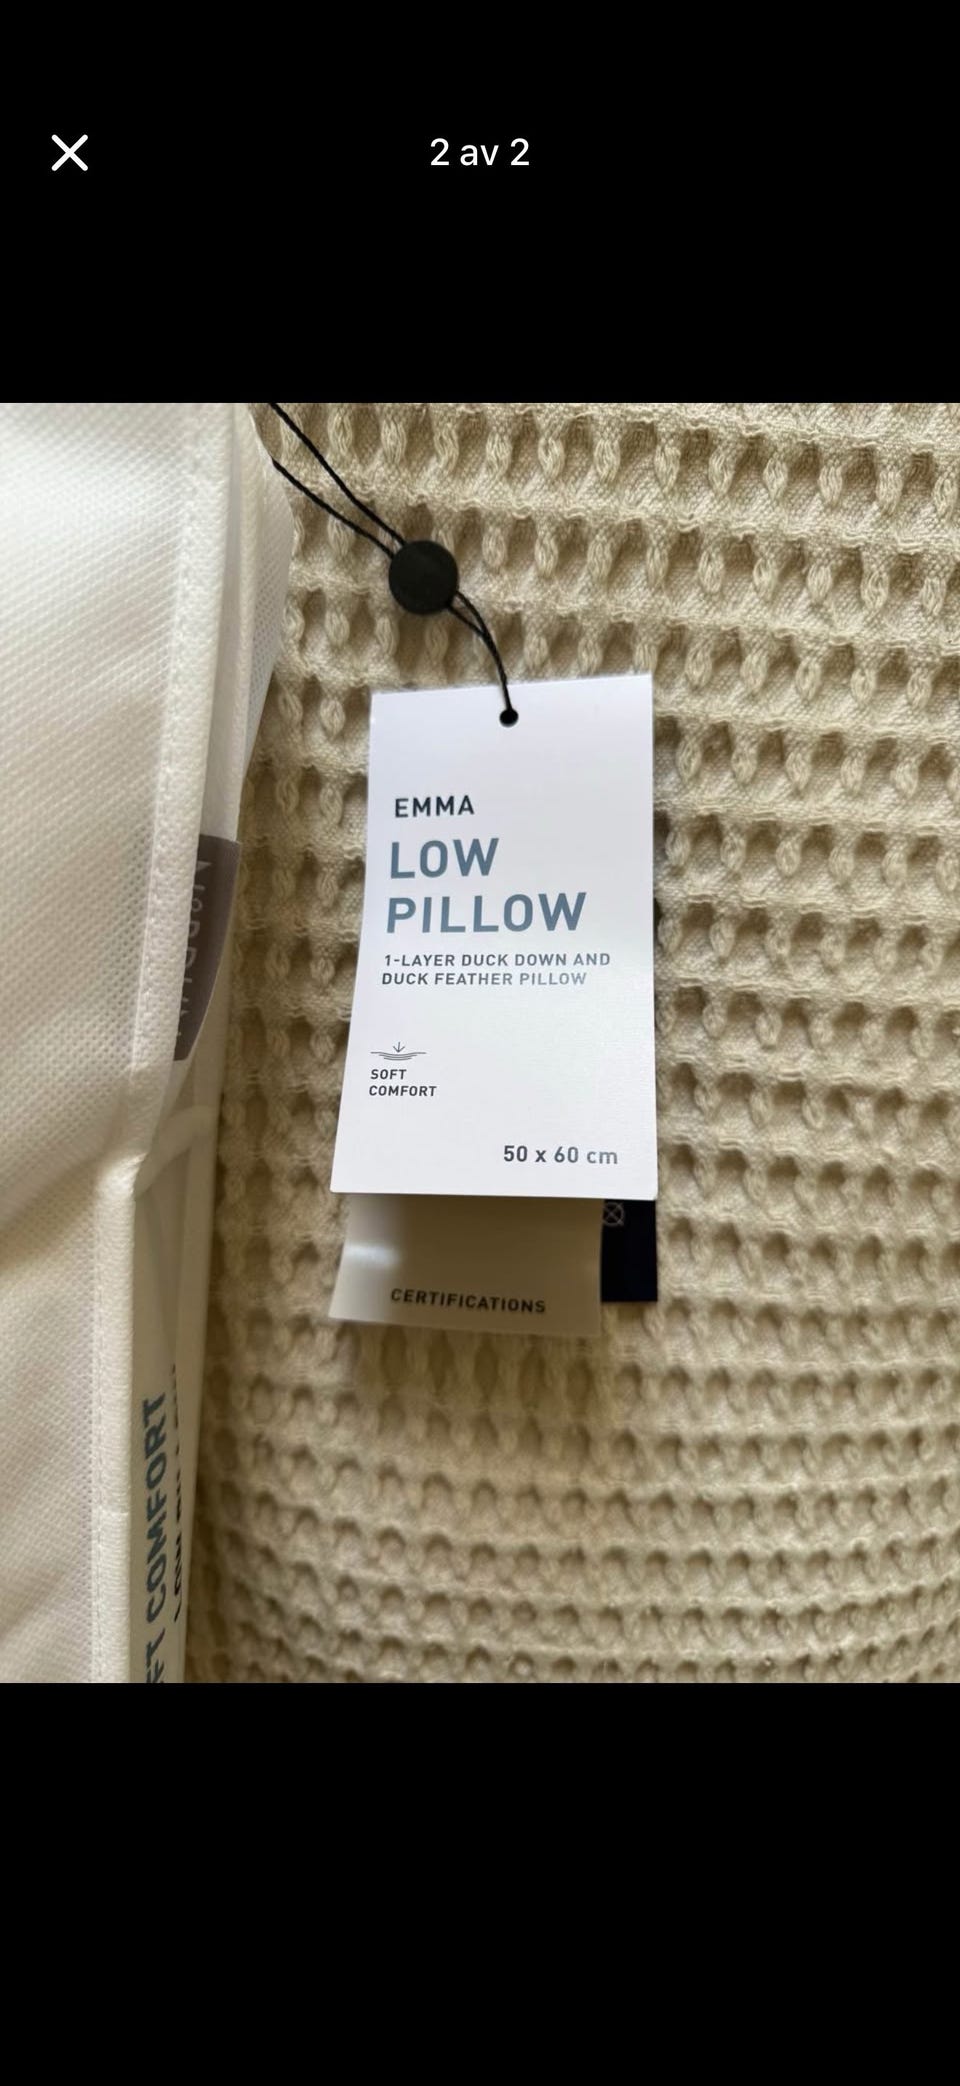 2 av 2
EMMA
LOW
PILLOW
1-LAYER DUCK DOWN AND
DUCK FEATHER PILLOW
SOFT
COMFORT
50 x 60 cm
CERTIFICATIONS
COMFORT